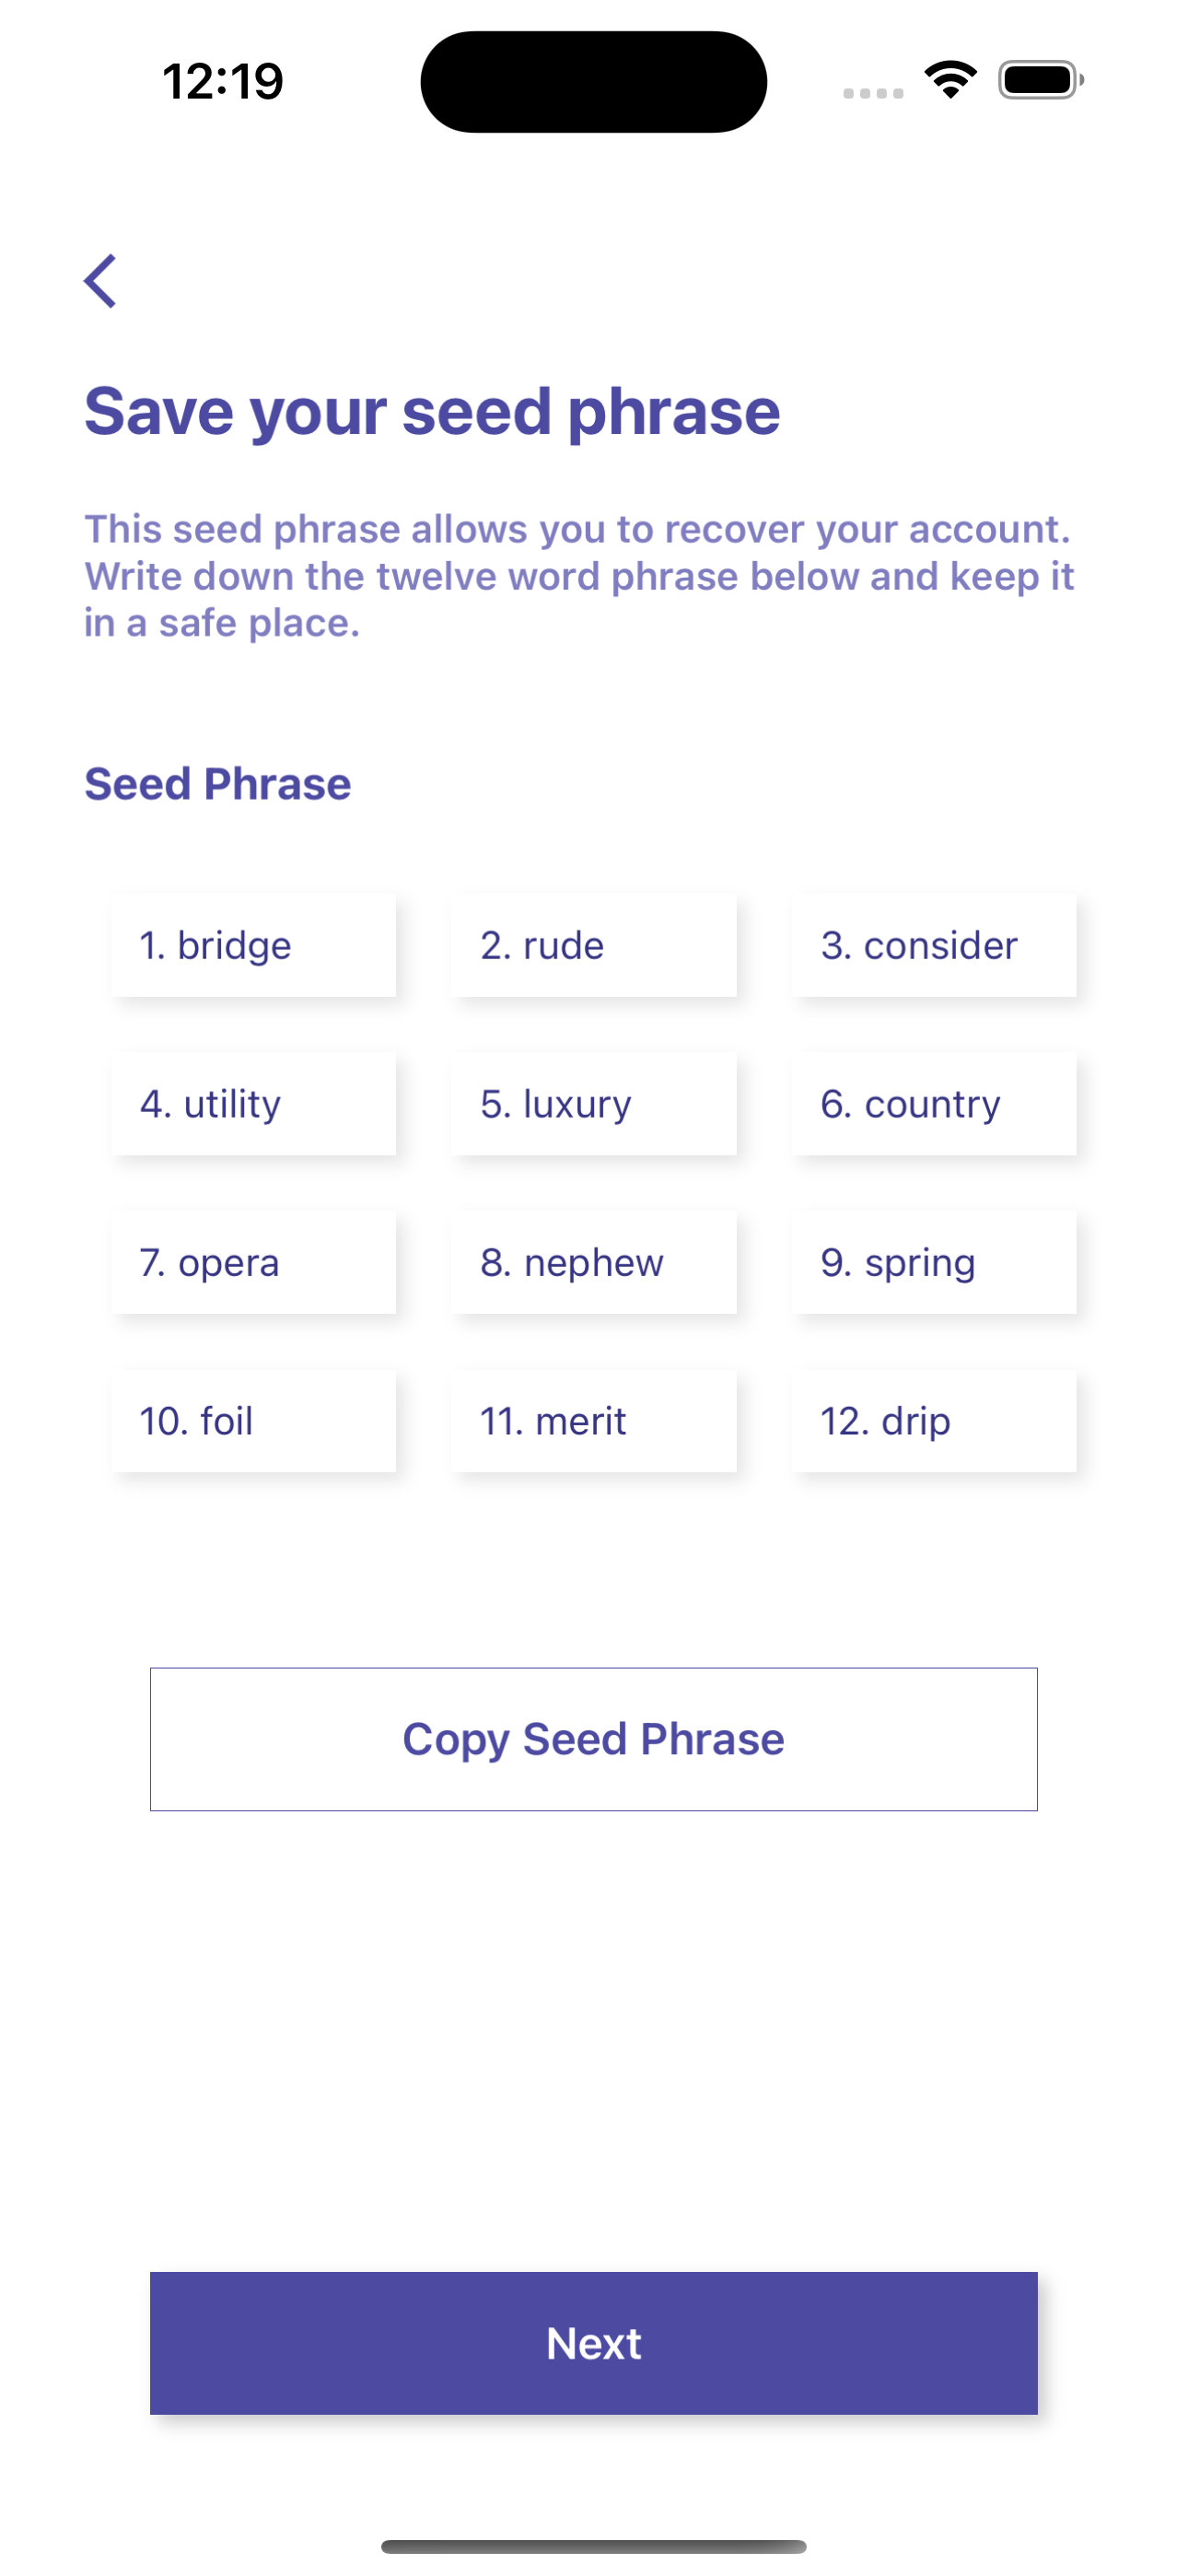 12:19
Save your seed phrase
This seed phrase allows you to recover your account.
Write down the twelve word phrase below and keep it
in a safe place.
Seed Phrase
1. bridge
2. rude
3. consider
4. utility
5. luxury
6. country
7. opera
8. nephew
9. spring
10. foil
11. merit
12. drip
Copy Seed Phrase
Next